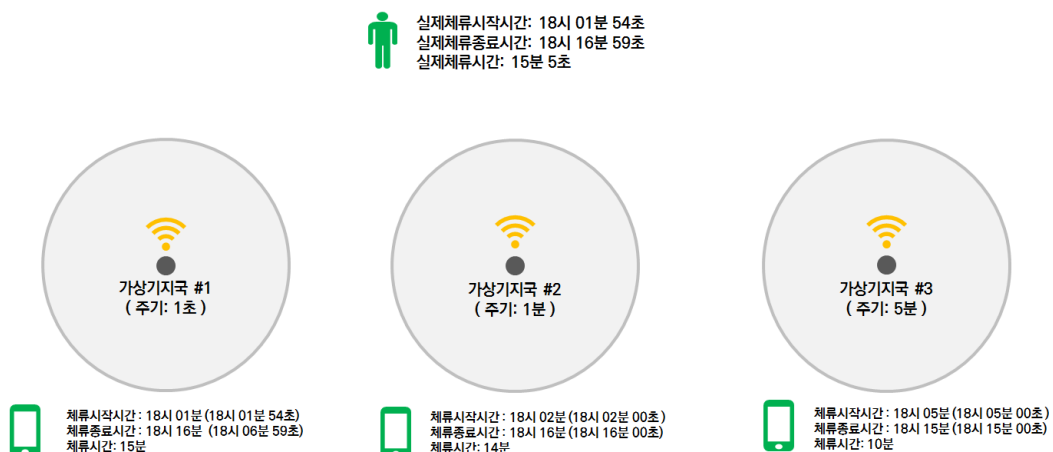 실제체류시작시간: 18시 01분 54초
실제체류종료시간: 18시 16분 59초
실제체류시간: 15분 5초
가상기지국 #1
( 주기: 1초 )
가상기지국 #2
( 주기: 1분 )
가상기지국 #3
( 주기: 5분 )
체류시작시간 : 18시 01분 (18시 01분 54초)
체류종료시간 : 18시 16분 (18시 06분 59초)
체류시간: 15분
체류시작시간 : 18시 02분 (18시 02분 00초)
체류종료시간 : 18시 16분 (18시 16분 00초)
체류시간: 14분
체류시작시간 : 18시 05분 (18시 05분 00초)
체류종료시간 : 18시 15분 (18시 15분 00초)
체류시간: 10분